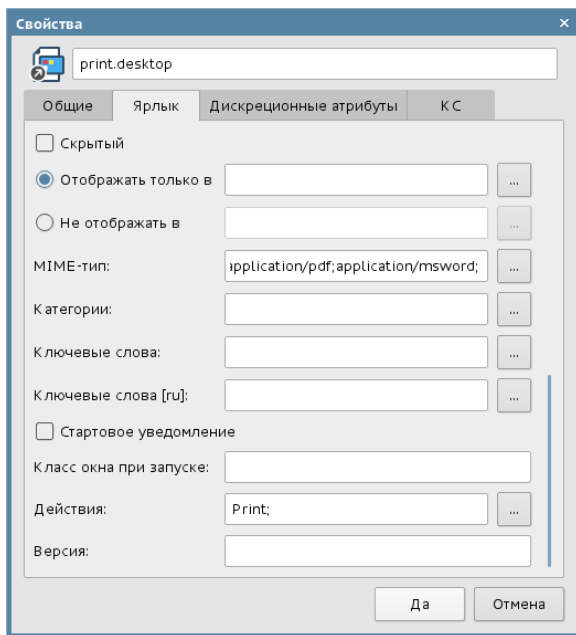 Свойства ×
print.desktop
Общие Ярлык Дискреционные атрибуты КС
Скрытый
Отображать только в ...
Не отображать в ...
MIME-тип: application/pdf;application/msword; ...
Категории: ...
Ключевые слова: ...
Ключевые слова [ru]: ...
Стартовое уведомление
Класс окна при запуске:
Действия: Print; ...
Версия:
Да Отмена